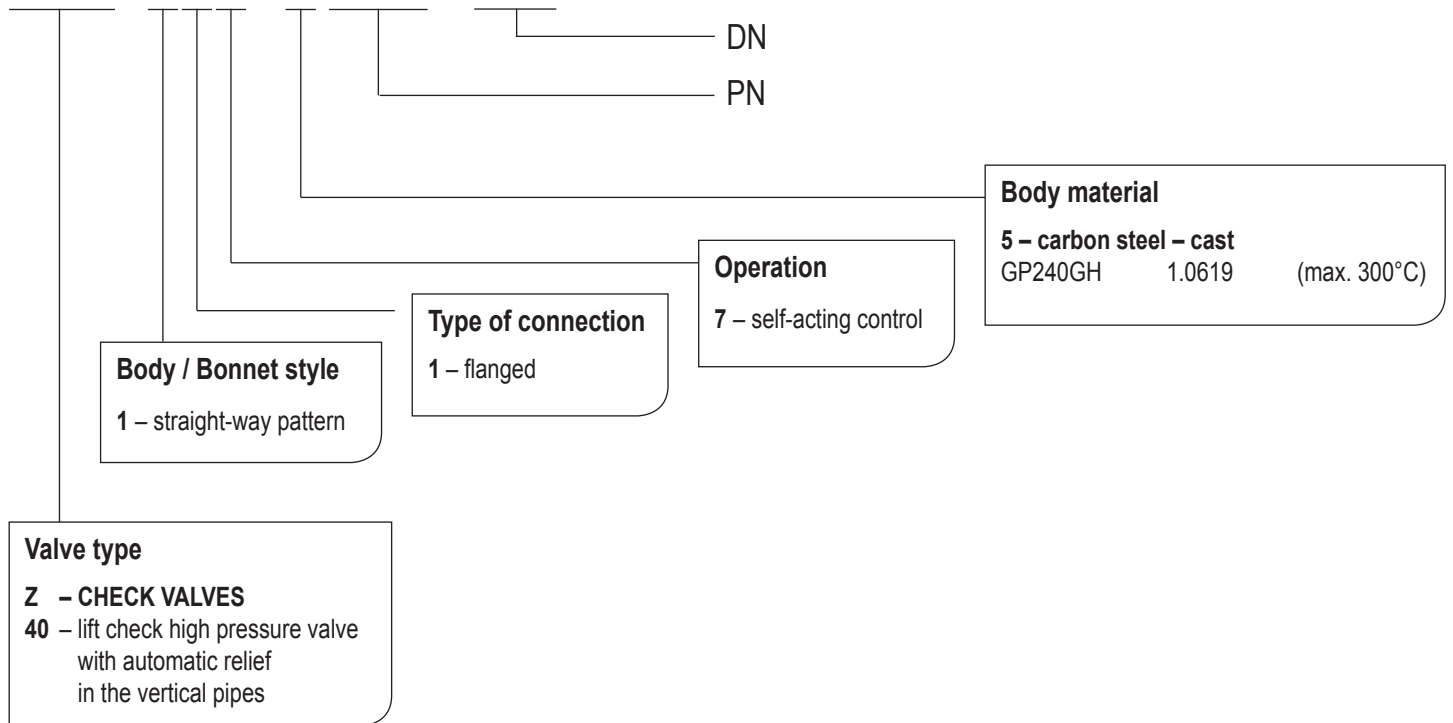 DN
PN
Body material
5 – carbon steel – cast
GP240GH 1.0619 (max. 300°C)
Operation
7 – self-acting control
Type of connection
1 – flanged
Body / Bonnet style
1 – straight-way pattern
Valve type
Z – CHECK VALVES
40 – lift check high pressure valve
with automatic relief
in the vertical pipes